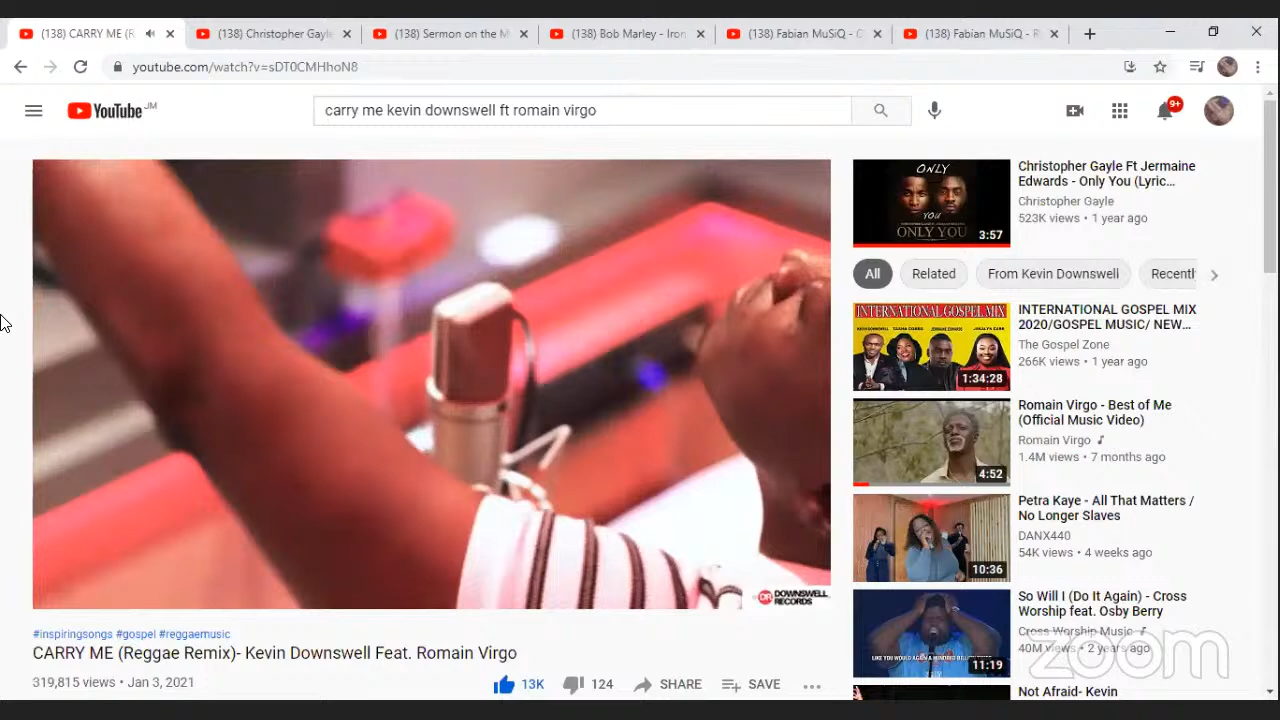 (138) CARRY ME (R
(138) Christopher Gayle
(138) Sermon on the M
(138) Bob Marley - Iron
(138) Fabian MuSiQ - G
(138) Fabian MuSiQ - R
youtube.com/watch?v=sDT0CMHhoN8
YouTube JM
carry me kevin downswell ft romain virgo
9+
DR DOWNSWELL
RECORDS
#inspiringsongs #gospel #reggaemusic
CARRY ME (Reggae Remix)- Kevin Downswell Feat. Romain Virgo
319,815 views • Jan 3, 2021
13K
124
SHARE
SAVE
ONLY
YOU
ONLY YOU
3:57
Christopher Gayle Ft Jermaine
Edwards - Only You (Lyric...
Christopher Gayle
523K views • 1 year ago
All
Related
From Kevin Downswell
Recentl
INTERNATIONAL GOSPEL MIX
1:34:28
INTERNATIONAL GOSPEL MIX
2020/GOSPEL MUSIC/ NEW...
The Gospel Zone
266K views • 1 year ago
4:52
Romain Virgo - Best of Me
(Official Music Video)
Romain Virgo
1.4M views • 7 months ago
10:36
Petra Kaye - All That Matters /
No Longer Slaves
DANX440
54K views • 4 weeks ago
LIKE YOU WOULD AGAIN A HUNDRED BILLION
11:19
So Will I (Do It Again) - Cross
Worship feat. Osby Berry
Cross Worship Music
40M views • 2 years ago
zoom
Not Afraid- Kevin